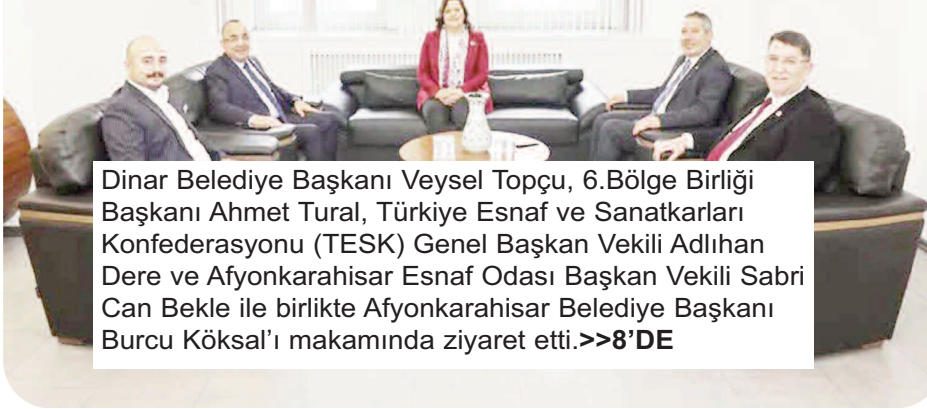 Dinar Belediye Başkanı Veysel Topçu, 6.Bölge Birliği
Başkanı Ahmet Tural, Türkiye Esnaf ve Sanatkarları
Konfederasyonu (TESK) Genel Başkan Vekili Adlıhan
Dere ve Afyonkarahisar Esnaf Odası Başkan Vekili Sabri
Can Bekle ile birlikte Afyonkarahisar Belediye Başkanı
Burcu Köksal’ı makamında ziyaret etti.>>8’DE